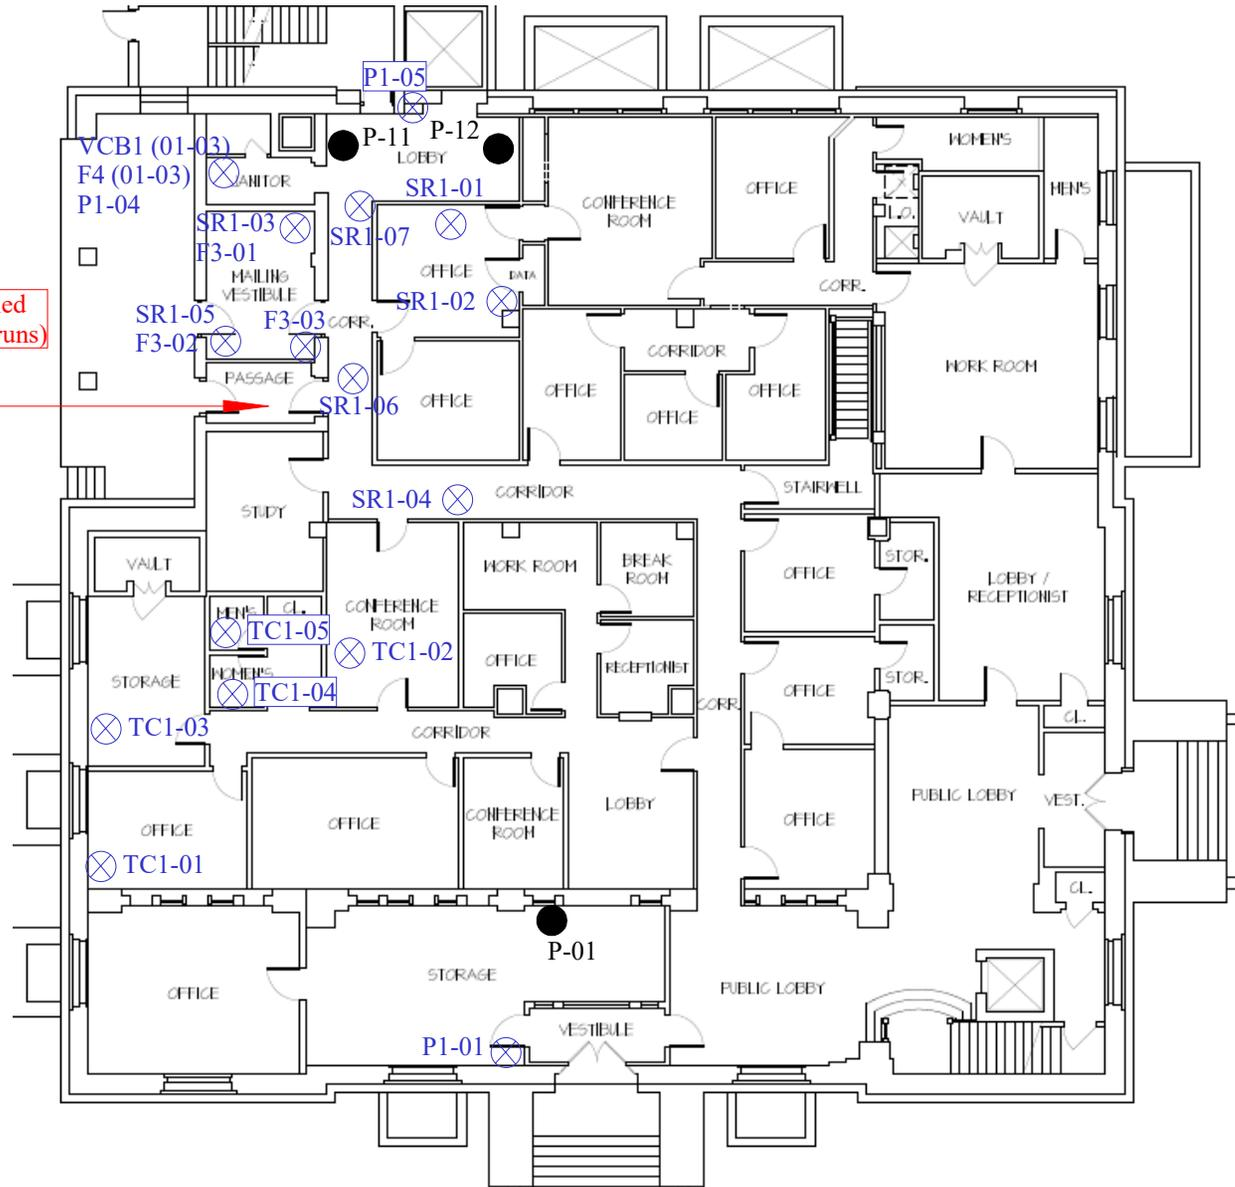 P1-05
P-11
P-12
LOBBY
WOMEN'S
VCB1 (01-03)
F4 (01-03)
P1-04
JANITOR
SR1-01
OFFICE
MEN'S
CONFERENCE
ROOM
VAULT
SR1-03
F3-01
SR1-07
MAILING
VESTIBULE
OFFICE
DATA
CORR.
SR1-02
SR1-05
F3-02
F3-03
CORR.
ed
runs)
PASSAGE
SR1-06
OFFICE
CORRIDOR
OFFICE
OFFICE
OFFICE
WORK ROOM
STAIRWELL
SR1-04
CORRIDOR
STUDY
VAULT
WORK ROOM
BREAK
ROOM
OFFICE
STOR.
LOBBY /
RECEPTIONIST
MEN'S
CL.
CONFERENCE
ROOM
TC1-05
TC1-02
OFFICE
RECEPTIONIST
STORAGE
WOMEN'S
TC1-04
OFFICE
STOR.
CORR.
TC1-03
CORRIDOR
CL.
OFFICE
OFFICE
CONFERENCE
ROOM
LOBBY
OFFICE
PUBLIC LOBBY
VEST.
TC1-01
CL.
P-01
OFFICE
STORAGE
PUBLIC LOBBY
VESTIBULE
P1-01